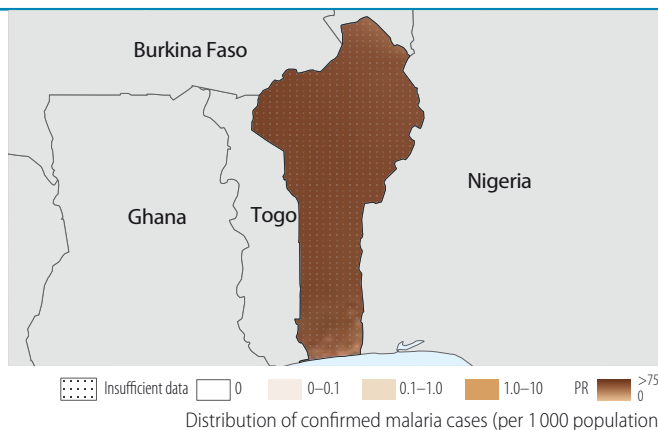 Burkina Faso
Nigeria
Ghana
Togo
Insufficient data 0 0–0.1 0.1–1.0 1.0–10 PR >75
0
Distribution of confirmed malaria cases (per 1 000 population